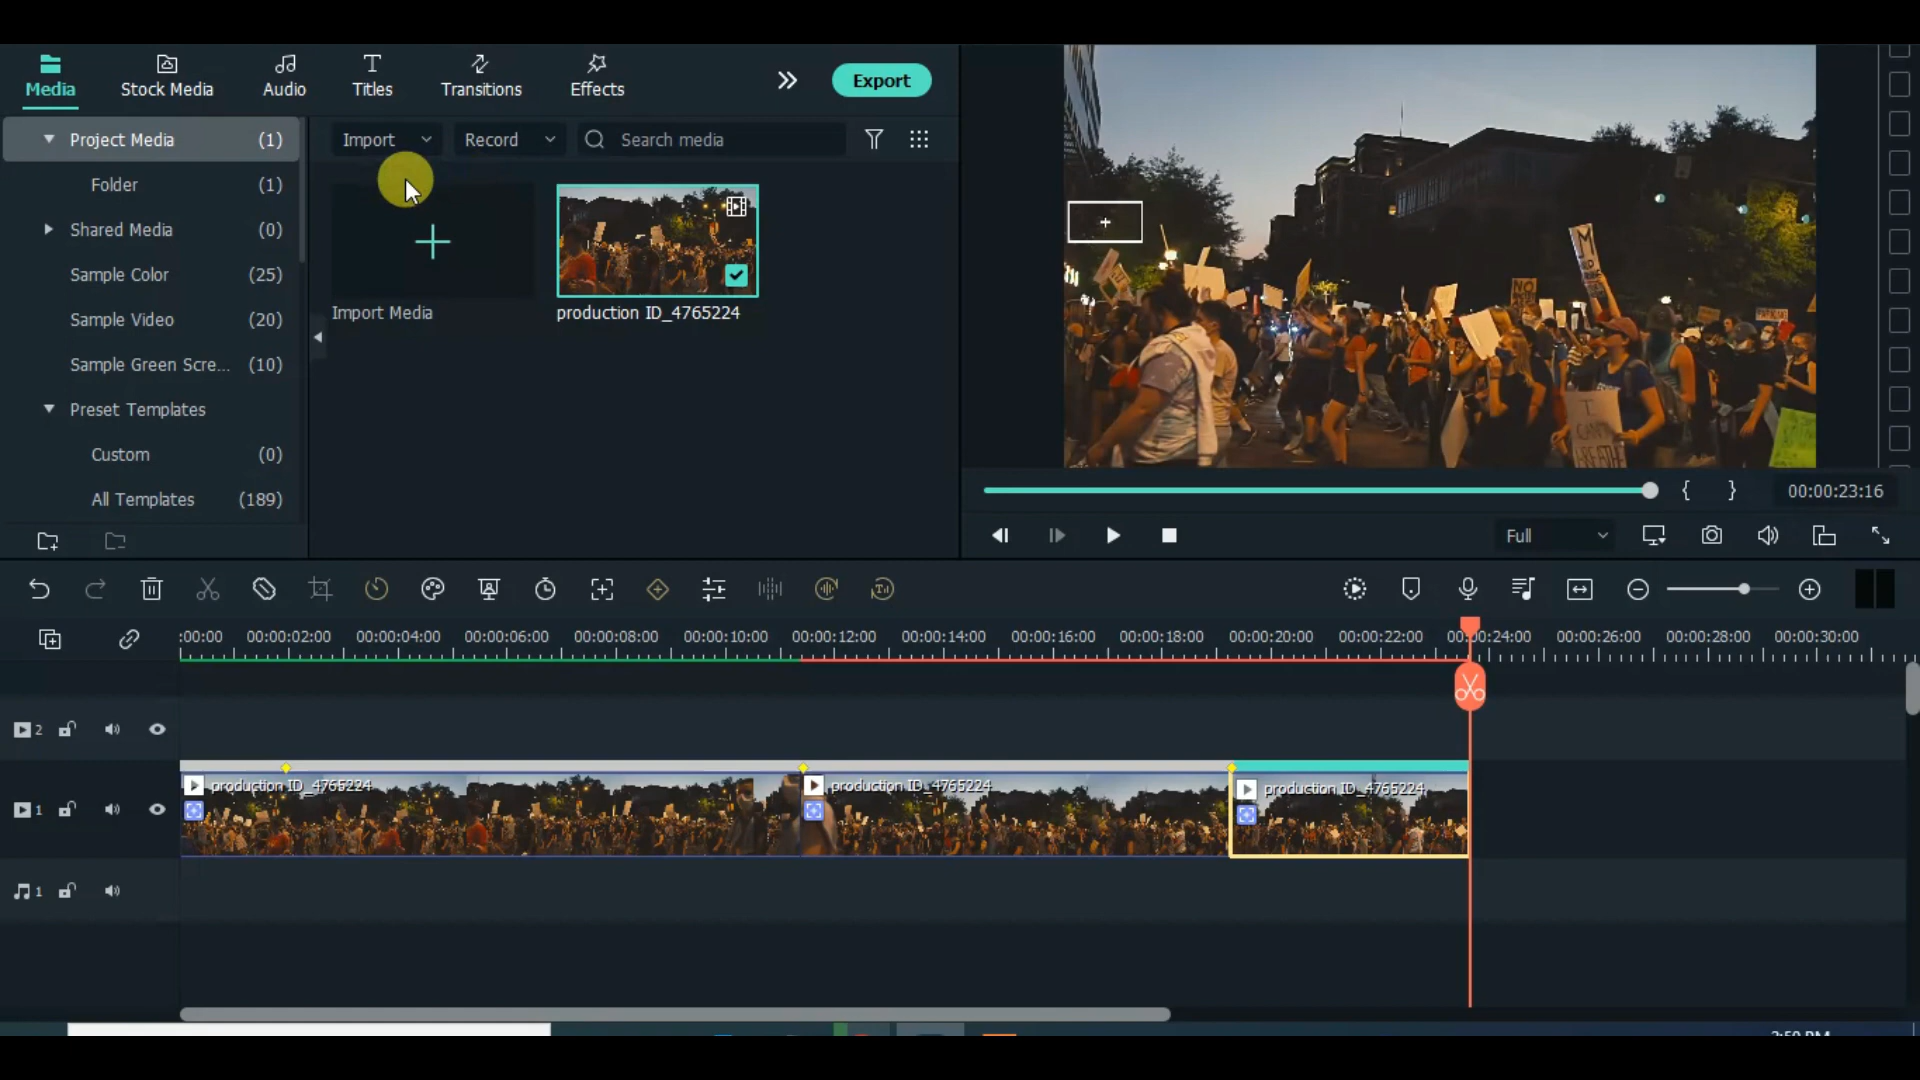 Media
Stock Media
Audio
Titles
Transitions
Effects
Export
Project Media (1)
Folder (1)
Shared Media (0)
Sample Color (25)
Sample Video (20)
Sample Green Scre... (10)
Preset Templates
Custom (0)
All Templates (189)
Import
Record
Search media
Import Media
production ID_4765224
NO
I
CAN'T
BREATHE
00:00:23:16
Full
:00:00 00:00:02:00 00:00:04:00 00:00:06:00 00:00:08:00 00:00:10:00 00:00:12:00 00:00:14:00 00:00:16:00 00:00:18:00 00:00:20:00 00:00:22:00 00:00:24:00 00:00:26:00 00:00:28:00 00:00:30:00
2
1
production ID_4765224
production ID_4765224
production ID_4765224
1